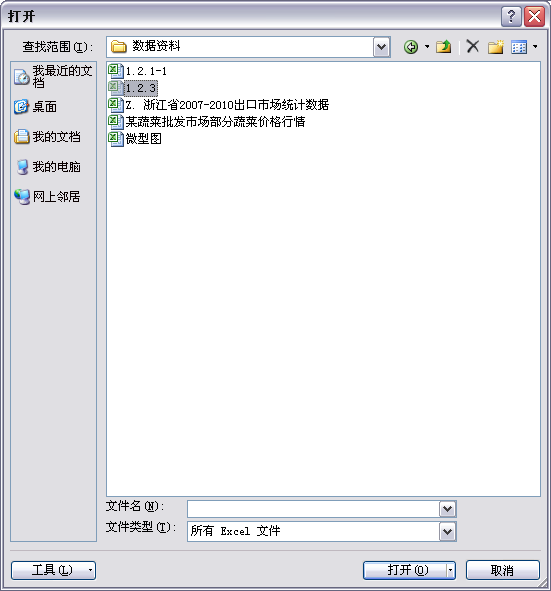 打开
查找范围(I):
数据资料
我最近的文档
桌面
我的文档
我的电脑
网上邻居
1.2.1-1
1.2.3
Z. 浙江省2007-2010出口市场统计数据
某蔬菜批发市场部分蔬菜价格行情
微型图
文件名(N):
文件类型(T):
所有 Excel 文件
工具(L)
打开(O)
取消